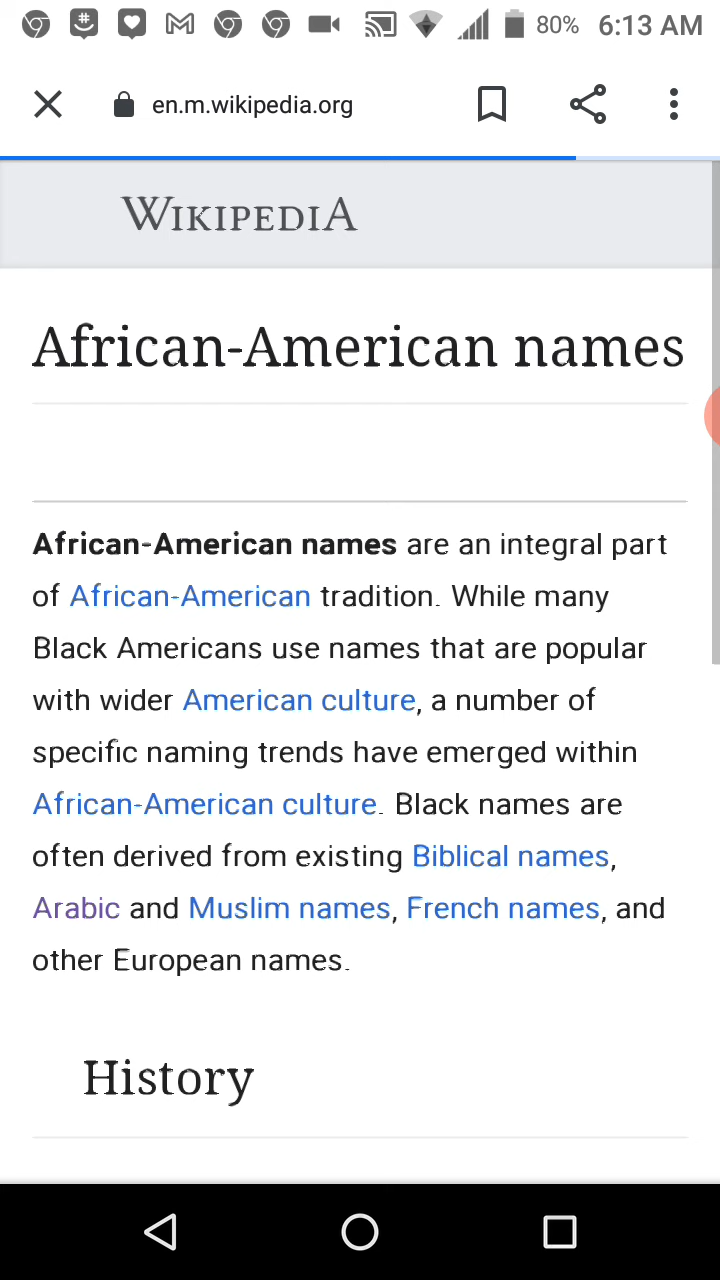 80% 6:13 AM
en.m.wikipedia.org
WIKIPEDIA
African-American names
African-American names are an integral part
of African-American tradition. While many
Black Americans use names that are popular
with wider American culture, a number of
specific naming trends have emerged within
African-American culture. Black names are
often derived from existing Biblical names,
Arabic and Muslim names, French names, and
other European names.
History